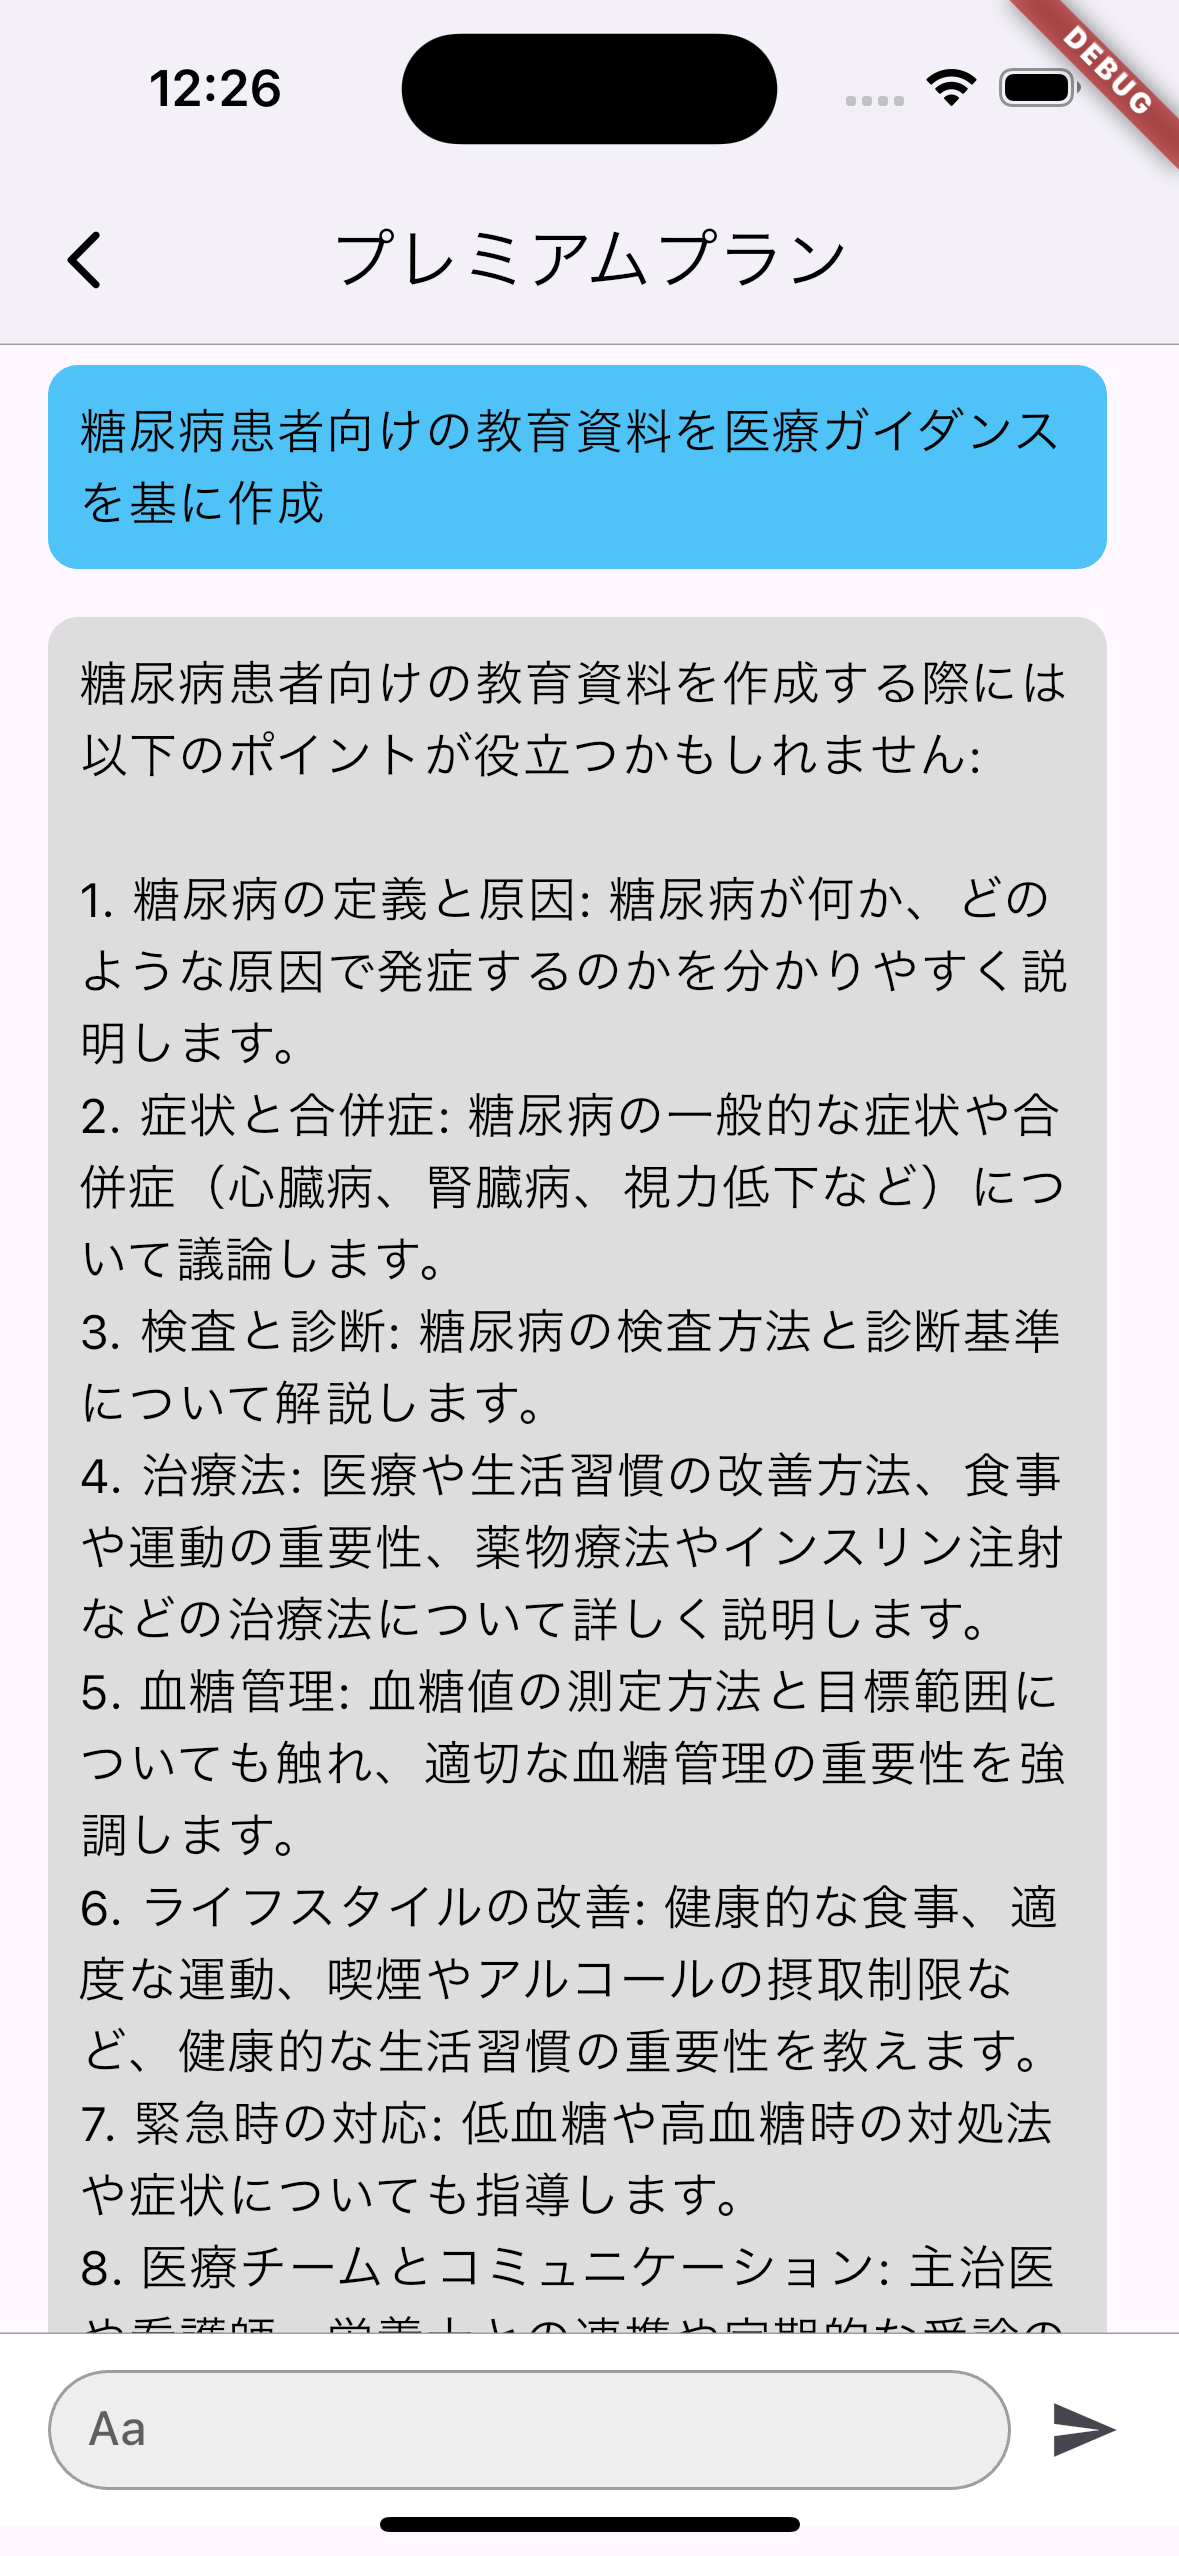 12:26
DEBUG
プレミアムプラン
糖尿病患者向けの教育資料を医療ガイダンス
を基に作成
糖尿病患者向けの教育資料を作成する際には
以下のポイントが役立つかもしれません:
1. 糖尿病の定義と原因: 糖尿病が何か、どの
ような原因で発症するのかを分かりやすく説
明します。
2. 症状と合併症: 糖尿病の一般的な症状や合
併症（心臓病、腎臓病、視力低下など）につ
いて議論します。
3. 検査と診断: 糖尿病の検査方法と診断基準
について解説します。
4. 治療法: 医療や生活習慣の改善方法、食事
や運動の重要性、薬物療法やインスリン注射
などの治療法について詳しく説明します。
5. 血糖管理: 血糖値の測定方法と目標範囲に
ついても触れ、適切な血糖管理の重要性を強
調します。
6. ライフスタイルの改善: 健康的な食事、適
度な運動、喫煙やアルコールの摂取制限な
ど、健康的な生活習慣の重要性を教えます。
7. 緊急時の対応: 低血糖や高血糖時の対処法
や症状についても指導します。
8. 医療チームとコミュニケーション: 主治医
や看護師、栄養士との連携や定期的な受診の
Aa